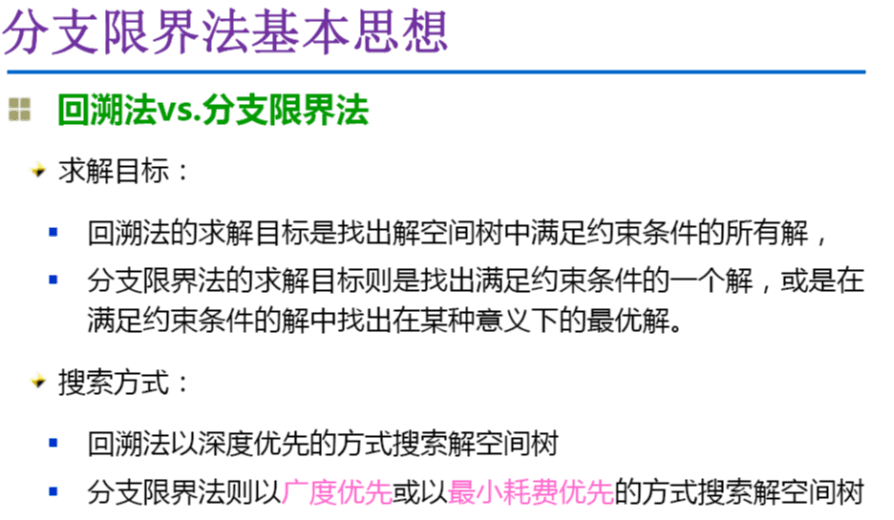 分支限界法基本思想
回溯法vs.分支限界法
求解目标：
回溯法的求解目标是找出解空间树中满足约束条件的所有解，
分支限界法的求解目标则是找出满足约束条件的一个解，或是在
满足约束条件的解中找出在某种意义下的最优解。
搜索方式：
回溯法以深度优先的方式搜索解空间树
分支限界法则以广度优先或以最小耗费优先的方式搜索解空间树